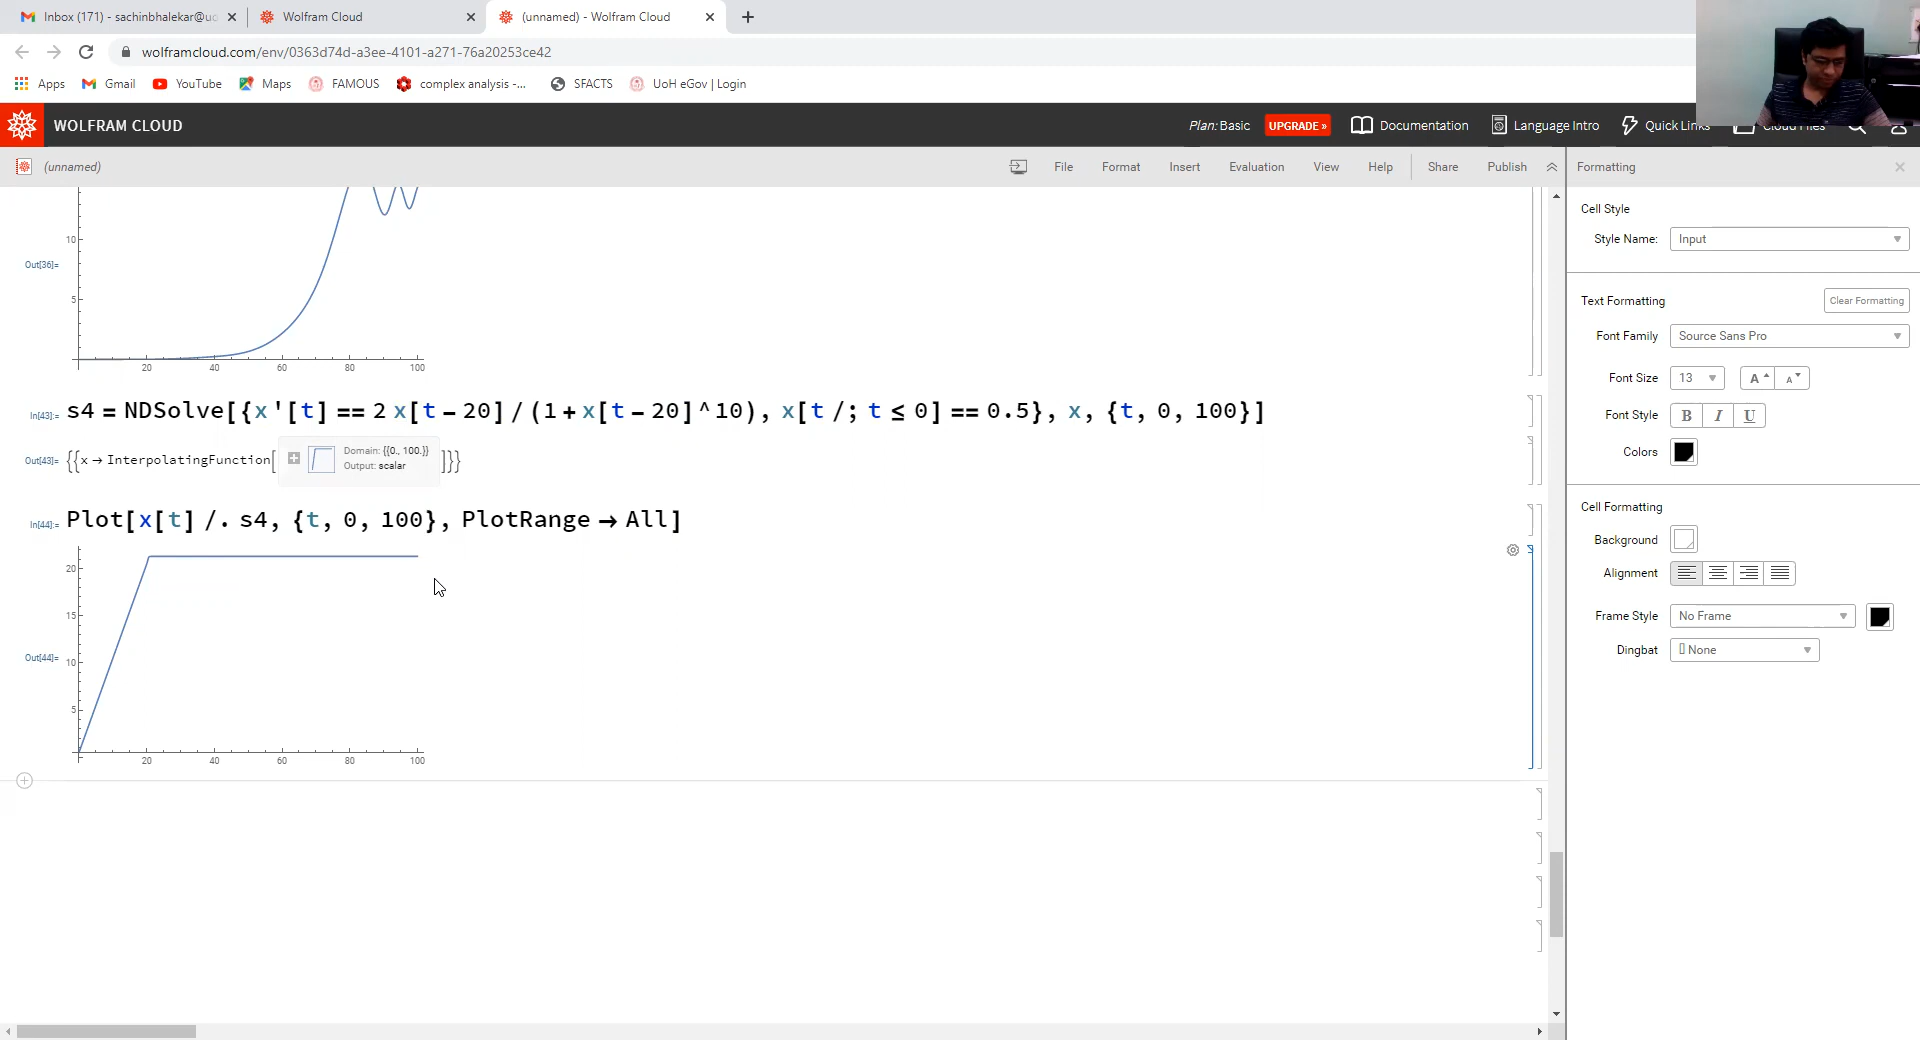 Inbox (171) - sachinbhalekar@uo
Wolfram Cloud
(unnamed) - Wolfram Cloud
wolframcloud.com/env/0363d74d-a3ee-4101-a271-76a20253ce42
Apps
Gmail
YouTube
Maps
FAMOUS
complex analysis -...
SFACTS
UoH eGov | Login
WOLFRAM CLOUD
Plan: Basic
UPGRADE »
Documentation
Language Intro
Quick Links
Cloud Files
(unnamed)
File
Format
Insert
Evaluation
View
Help
Share
Publish
Formatting
10
5
Out[36]=
20 40 60 80 100
In[43]:= s4 = NDSolve[{x'[t] == 2 x[t - 20] / (1 + x[t - 20] ^ 10), x[t /; t ≤ 0] == 0.5}, x, {t, 0, 100}]
Out[43]= {{x → InterpolatingFunction[ Domain: {{0., 100.}} Output: scalar ]}}
In[44]:= Plot[x[t] /. s4, {t, 0, 100}, PlotRange → All]
20
15
Out[44]= 10
5
20 40 60 80 100
Cell Style
Style Name: Input
Text Formatting
Clear Formatting
Font Family Source Sans Pro
Font Size 13 A A
Font Style B I U
Colors
Cell Formatting
Background
Alignment
Frame Style No Frame
Dingbat None